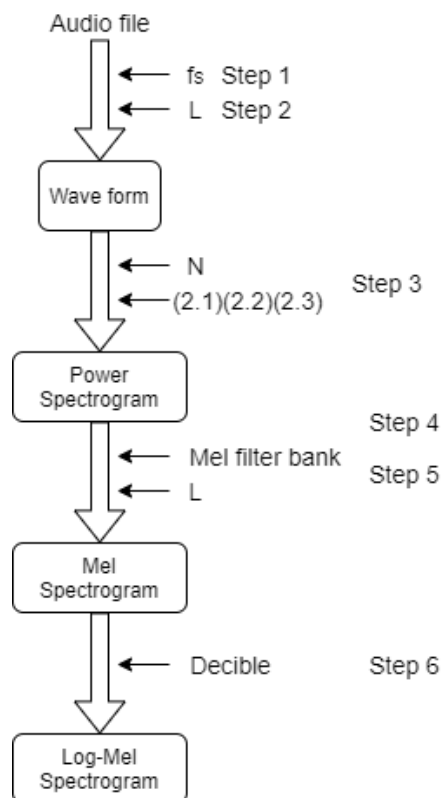 Audio file
fs Step 1
L Step 2
Wave form
N
(2.1)(2.2)(2.3)
Step 3
Power
Spectrogram
Step 4
Mel filter bank
Step 5
L
Mel
Spectrogram
Decible
Step 6
Log-Mel
Spectrogram